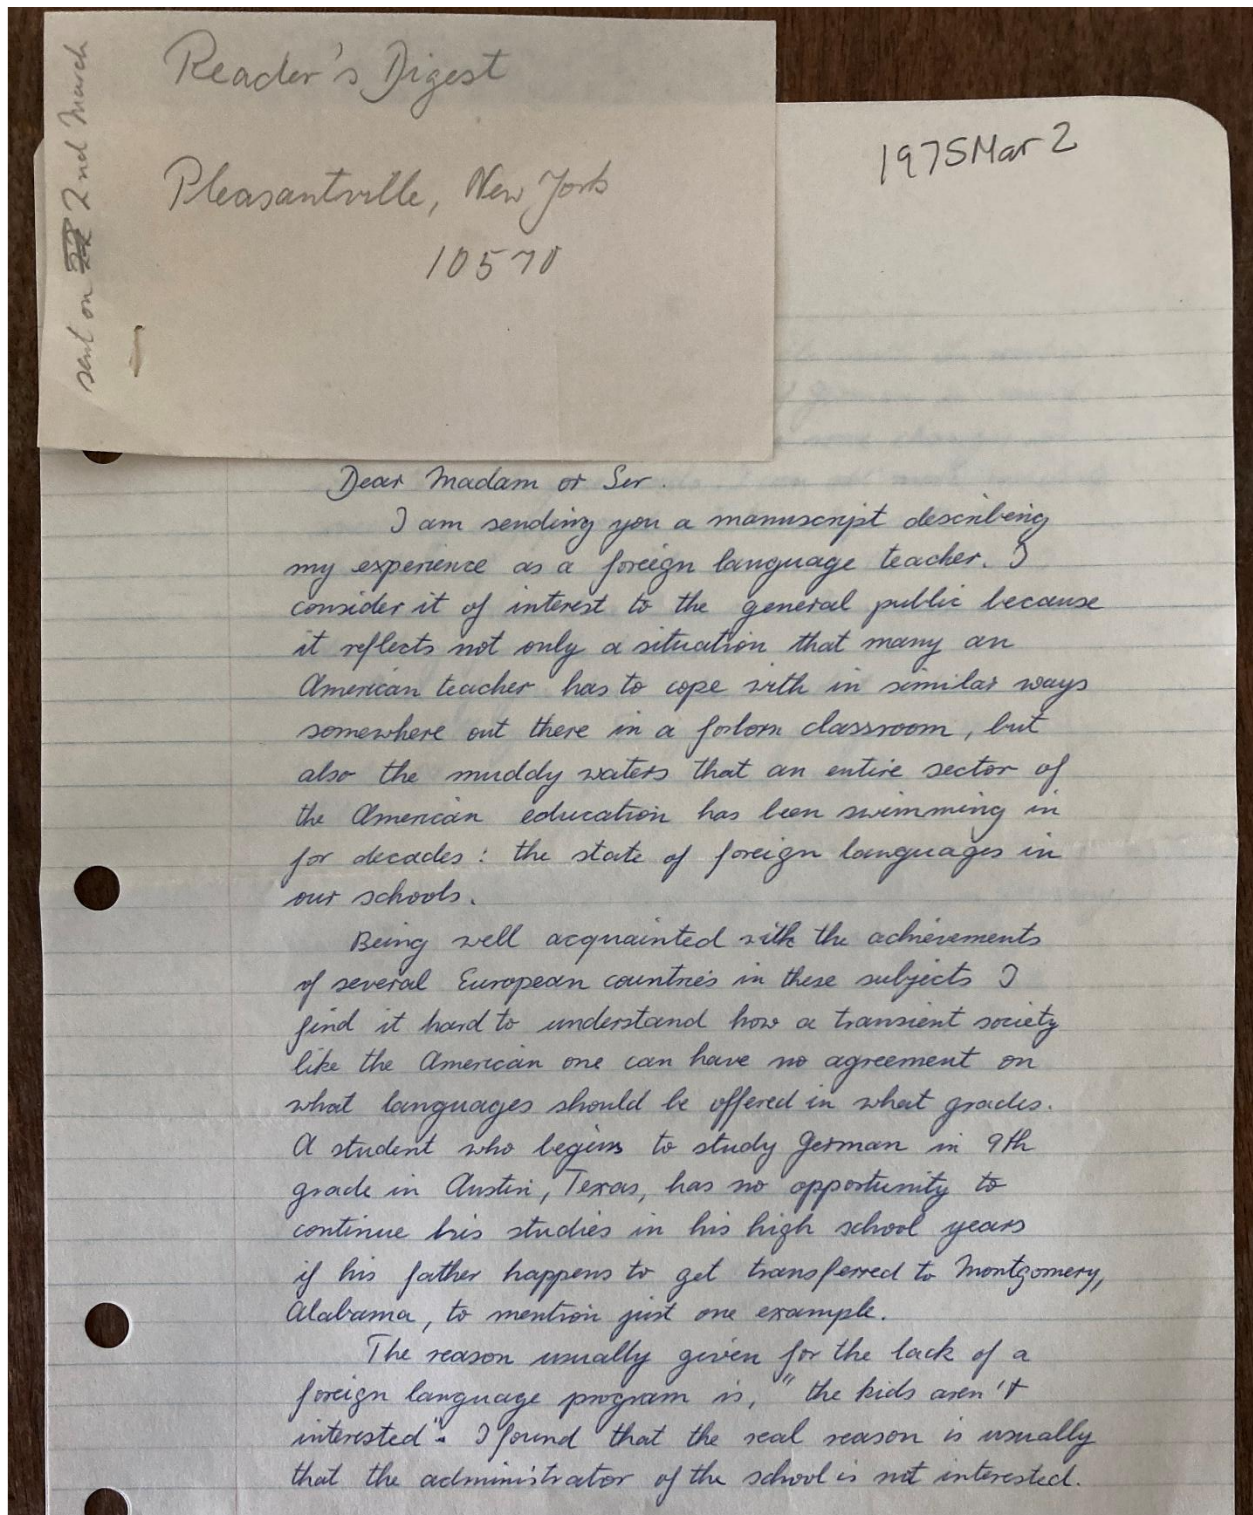 Reader's Digest
Pleasantville, New York
10570
sent on 2nd March
1975Mar 2
Dear Madam or Sir.
I am sending you a manuscript describing
my experience as a foreign language teacher. I
consider it of interest to the general public because
it reflects not only a situation that many an
American teacher has to cope with in similar ways
somewhere out there in a forlorn classroom, but
also the muddy waters that an entire sector of
the American education has been swimming in
for decades: the state of foreign languages in
our schools.
Being well acquainted with the achievements
of several European countries in these subjects I
find it hard to understand how a transient society
like the American one can have no agreement on
what languages should be offered in what grades.
A student who begins to study German in 9th
grade in Austin, Texas, has no opportunity to
continue his studies in his high school years
if his father happens to get transferred to Montgomery,
Alabama, to mention just one example.
The reason usually given for the lack of a
foreign language program is, "the kids aren't
interested". I found that the real reason is usually
that the administrator of the school is not interested.